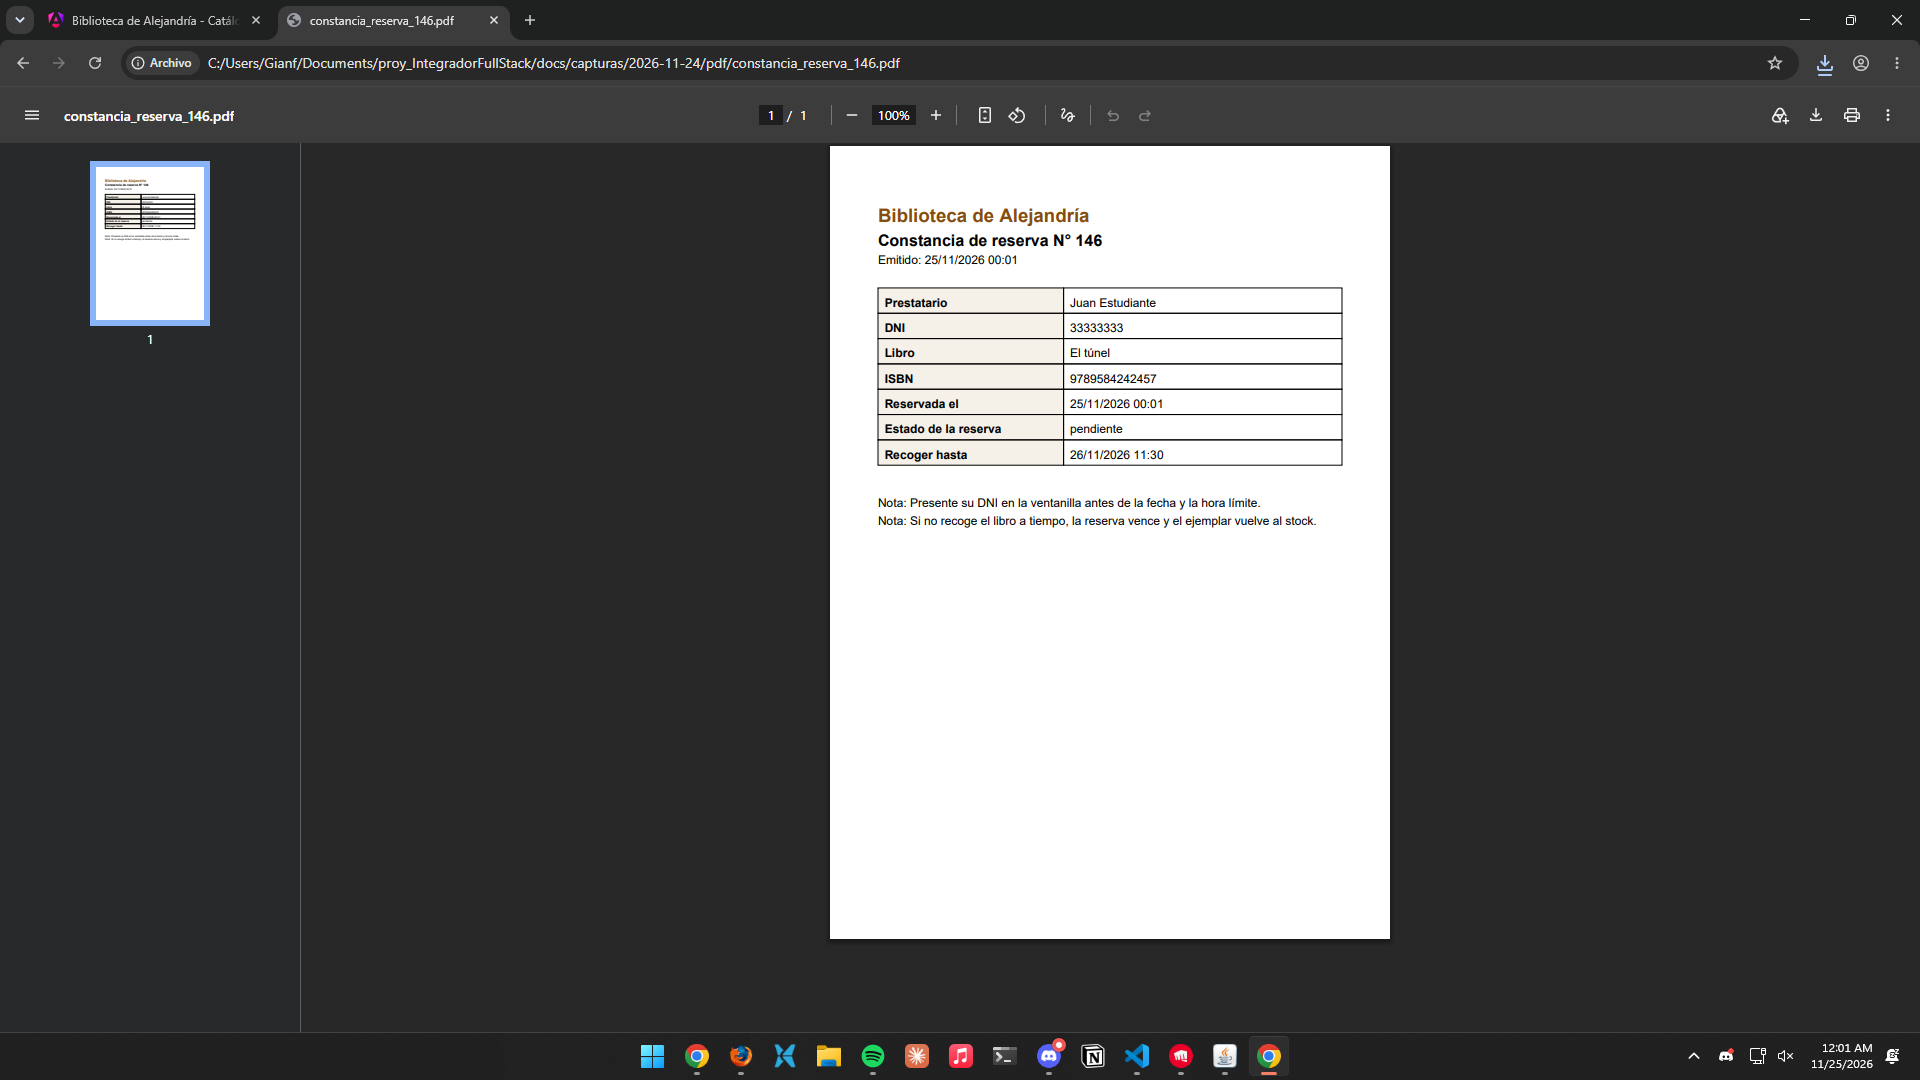 Biblioteca de Alejandría - Catál
constancia_reserva_146.pdf
Archivo
C:/Users/Gianf/Documents/proy_IntegradorFullStack/docs/capturas/2026-11-24/pdf/constancia_reserva_146.pdf
constancia_reserva_146.pdf
1 / 1
100%
1
Biblioteca de Alejandría
Constancia de reserva N° 146
Emitido: 25/11/2026 00:01
Prestatario Juan Estudiante
DNI 33333333
Libro El túnel
ISBN 9789584242457
Reservada el 25/11/2026 00:01
Estado de la reserva pendiente
Recoger hasta 26/11/2026 11:30
Nota: Presente su DNI en la ventanilla antes de la fecha y la hora límite.
Nota: Si no recoge el libro a tiempo, la reserva vence y el ejemplar vuelve al stock.
12:01 AM
11/25/2026